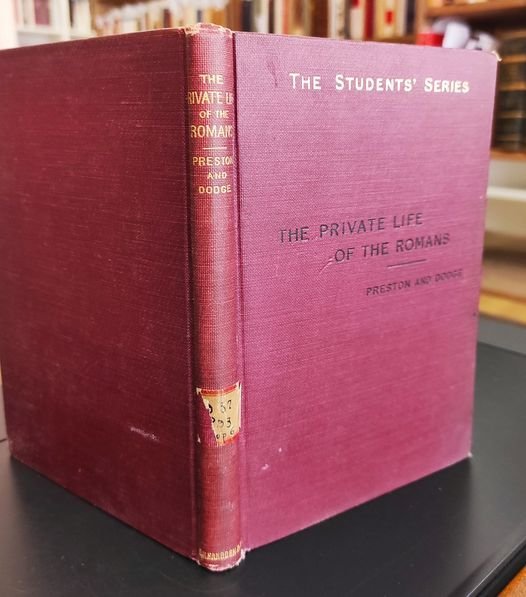 THE
PRIVATE LIFE
OF THE
ROMANS
PRESTON
AND
DODGE
THE STUDENTS' SERIES
THE PRIVATE LIFE
OF THE ROMANS
PRESTON AND DODGE